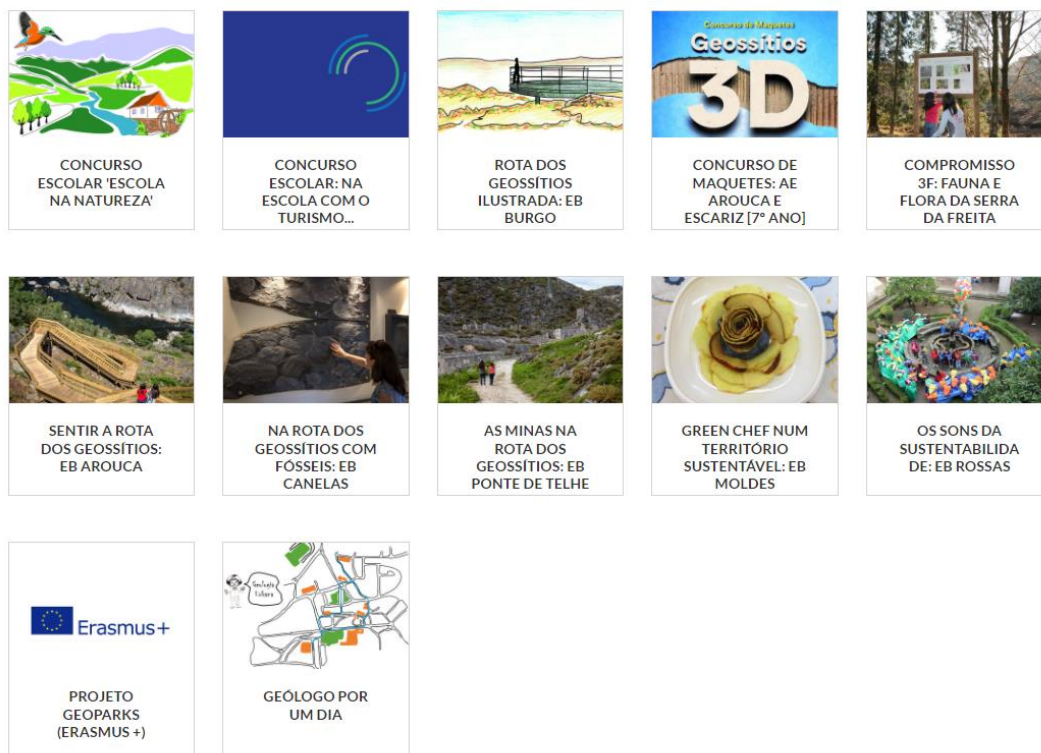 CONCURSO
ESCOLAR 'ESCOLA
NA NATUREZA'
CONCURSO
ESCOLAR: NA
ESCOLA COM O
TURISMO...
ROTA DOS
GEOSSÍTIOS
ILUSTRADA: EB
BURGO
Concurso de Maquetes
Geossítios
3D
CONCURSO DE
MAQUETES: AE
AROUCA E
ESCARIZ [7º ANO]
COMPROMISSO
3F: FAUNA E
FLORA DA SERRA
DA FREITA
SENTIR A ROTA
DOS GEOSSÍTIOS:
EB AROUCA
NA ROTA DOS
GEOSSÍTIOS COM
FÓSSEIS: EB
CANELAS
AS MINAS NA
ROTA DOS
GEOSSÍTIOS: EB
PONTE DE TELHE
GREEN CHEF NUM
TERRITÓRIO
SUSTENTÁVEL: EB
MOLDES
OS SONS DA
SUSTENTABILIDA
DE: EB ROSSAS
Erasmus+
PROJETO
GEOPARKS
(ERASMUS +)
Geologia
Urbana
GEÓLOGO POR
UM DIA